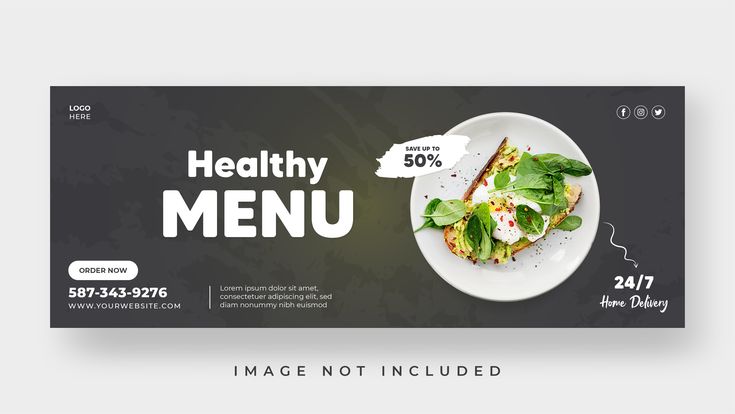 LOGO
HERE
Healthy
MENU
SAVE UP TO
50%
ORDER NOW
587-343-9276
WWW.YOURWEBSITE.COM
Lorem ipsum dolor sit amet,
consectetuer adipiscing elit, sed
diam nonummy nibh euismod
24/7
Home Delivery
IMAGE NOT INCLUDED